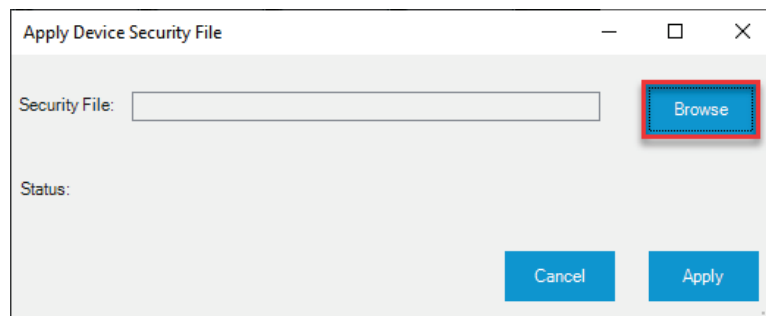 Apply Device Security File
Security File:
Browse
Status:
Cancel
Apply